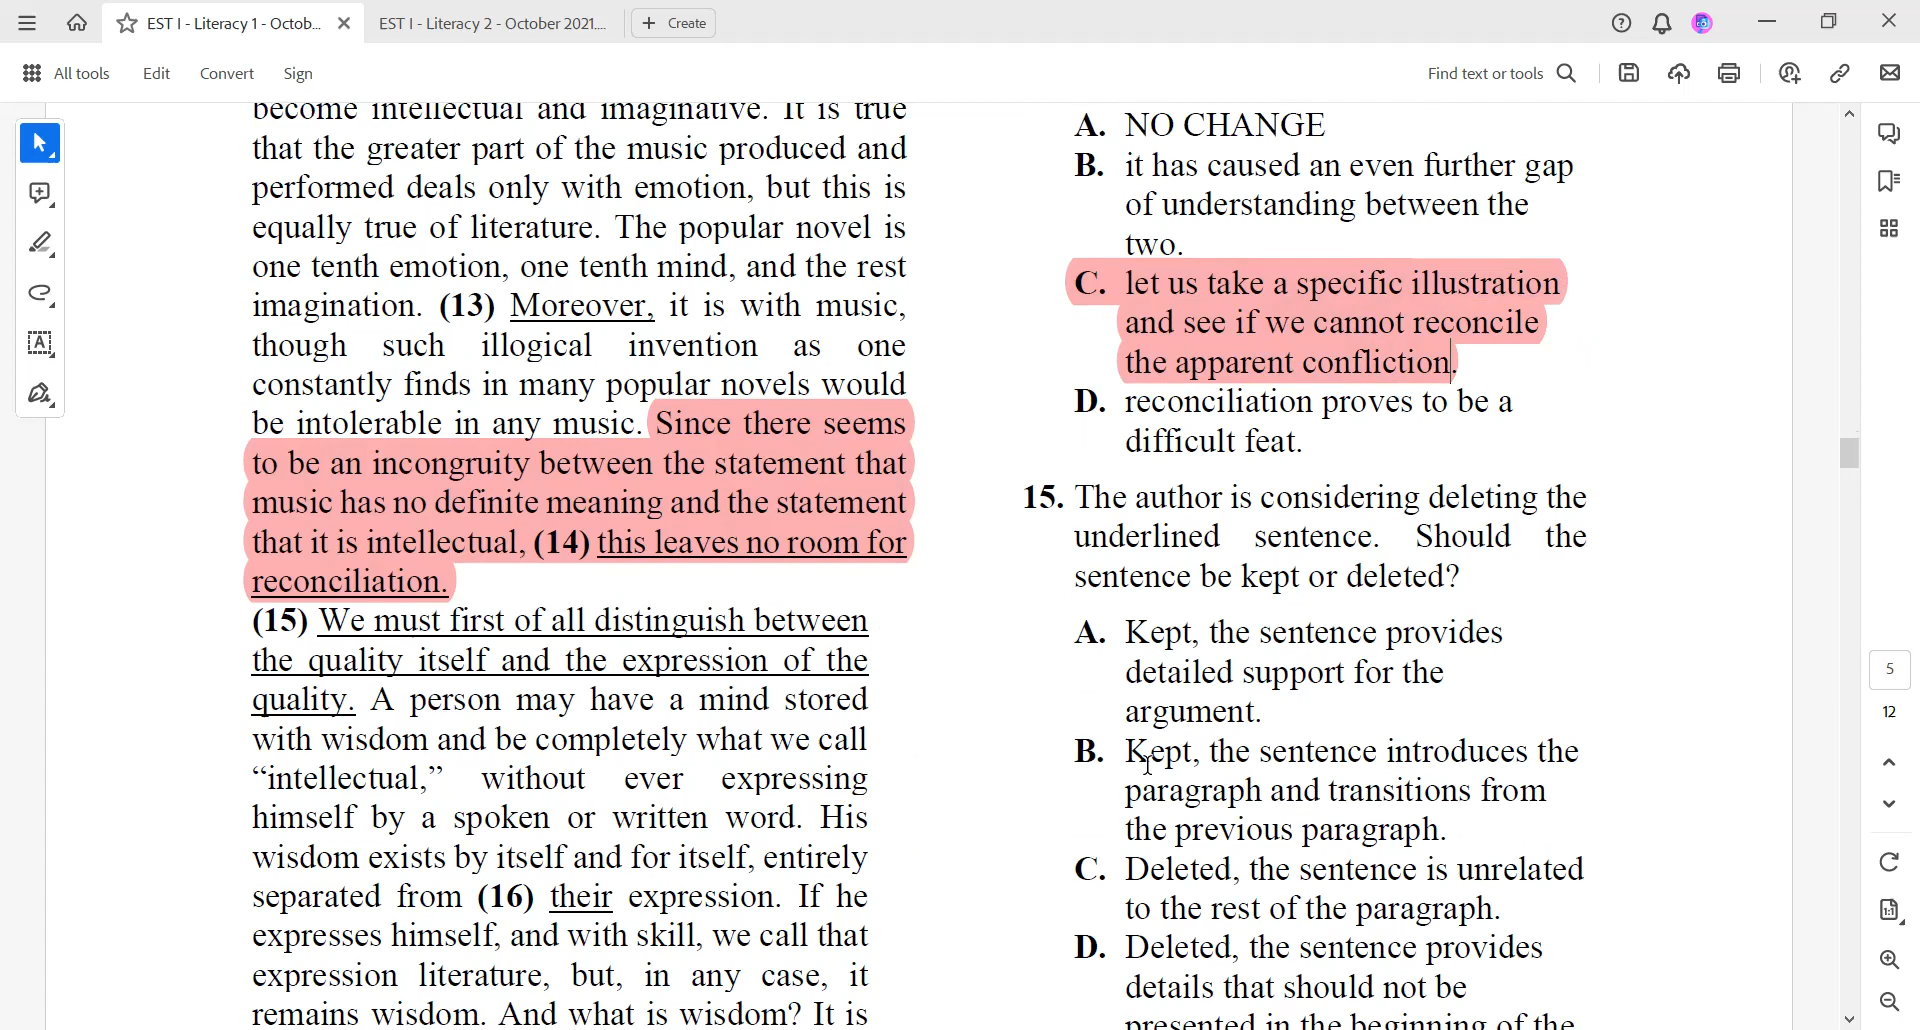 EST I - Literacy 1 - Octob...
EST I - Literacy 2 - October 2021....
Create
All tools
Edit
Convert
Sign
Find text or tools
become intellectual and imaginative. It is true
that the greater part of the music produced and
performed deals only with emotion, but this is
equally true of literature. The popular novel is
one tenth emotion, one tenth mind, and the rest
imagination. (13) Moreover, it is with music,
though such illogical invention as one
constantly finds in many popular novels would
be intolerable in any music. Since there seems
to be an incongruity between the statement that
music has no definite meaning and the statement
that it is intellectual, (14) this leaves no room for
reconciliation.
(15) We must first of all distinguish between
the quality itself and the expression of the
quality. A person may have a mind stored
with wisdom and be completely what we call
“intellectual,” without ever expressing
himself by a spoken or written word. His
wisdom exists by itself and for itself, entirely
separated from (16) their expression. If he
expresses himself, and with skill, we call that
expression literature, but, in any case, it
remains wisdom. And what is wisdom? It is
A. NO CHANGE
B. it has caused an even further gap
of understanding between the
two.
C. let us take a specific illustration
and see if we cannot reconcile
the apparent confliction.
D. reconciliation proves to be a
difficult feat.
15. The author is considering deleting the
underlined sentence. Should the
sentence be kept or deleted?
A. Kept, the sentence provides
detailed support for the
argument.
B. Kept, the sentence introduces the
paragraph and transitions from
the previous paragraph.
C. Deleted, the sentence is unrelated
to the rest of the paragraph.
D. Deleted, the sentence provides
details that should not be
presented in the beginning of the
5
12
1:1